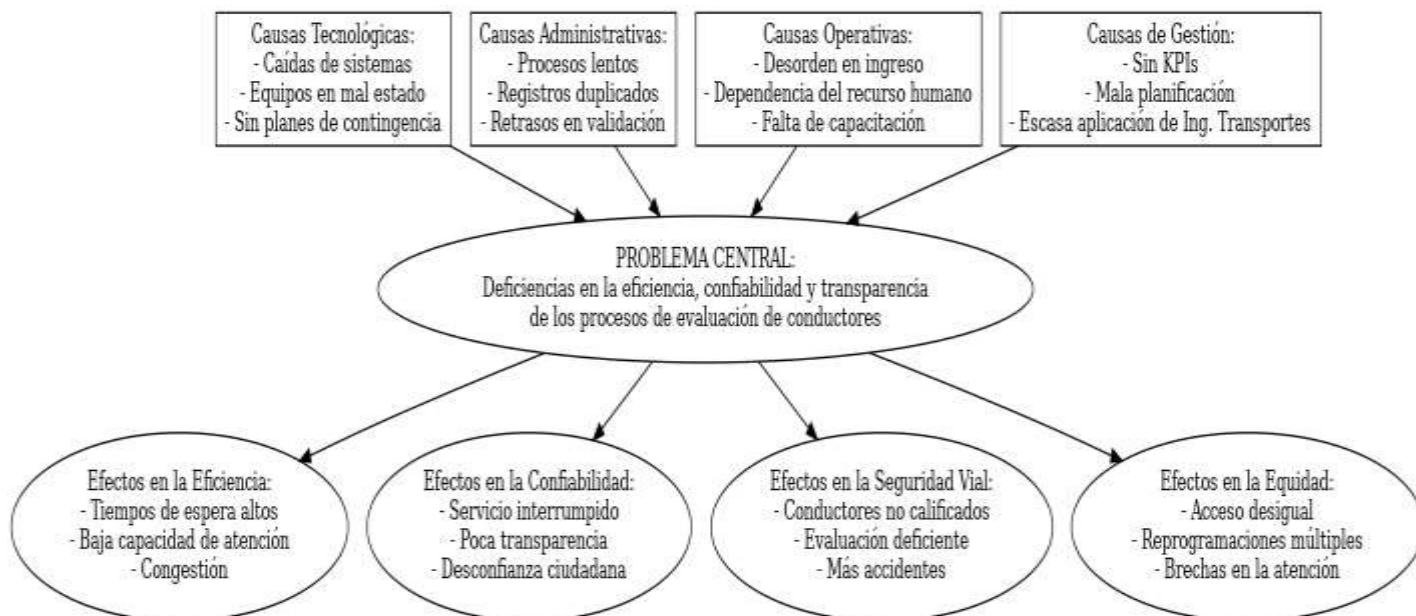 Causas Tecnológicas:
- Caídas de sistemas
- Equipos en mal estado
- Sin planes de contingencia
Causas Administrativas:
- Procesos lentos
- Registros duplicados
- Retrasos en validación
Causas Operativas:
- Desorden en ingreso
- Dependencia del recurso humano
- Falta de capacitación
Causas de Gestión:
- Sin KPIs
- Mala planificación
- Escasa aplicación de Ing. Transportes
PROBLEMA CENTRAL:
Deficiencias en la eficiencia, confiabilidad y transparencia
de los procesos de evaluación de conductores
Efectos en la Eficiencia:
- Tiempos de espera altos
- Baja capacidad de atención
- Congestión
Efectos en la Confiabilidad:
- Servicio interrumpido
- Poca transparencia
- Desconfianza ciudadana
Efectos en la Seguridad Vial:
- Conductores no calificados
- Evaluación deficiente
- Más accidentes
Efectos en la Equidad:
- Acceso desigual
- Reprogramaciones múltiples
- Brechas en la atención